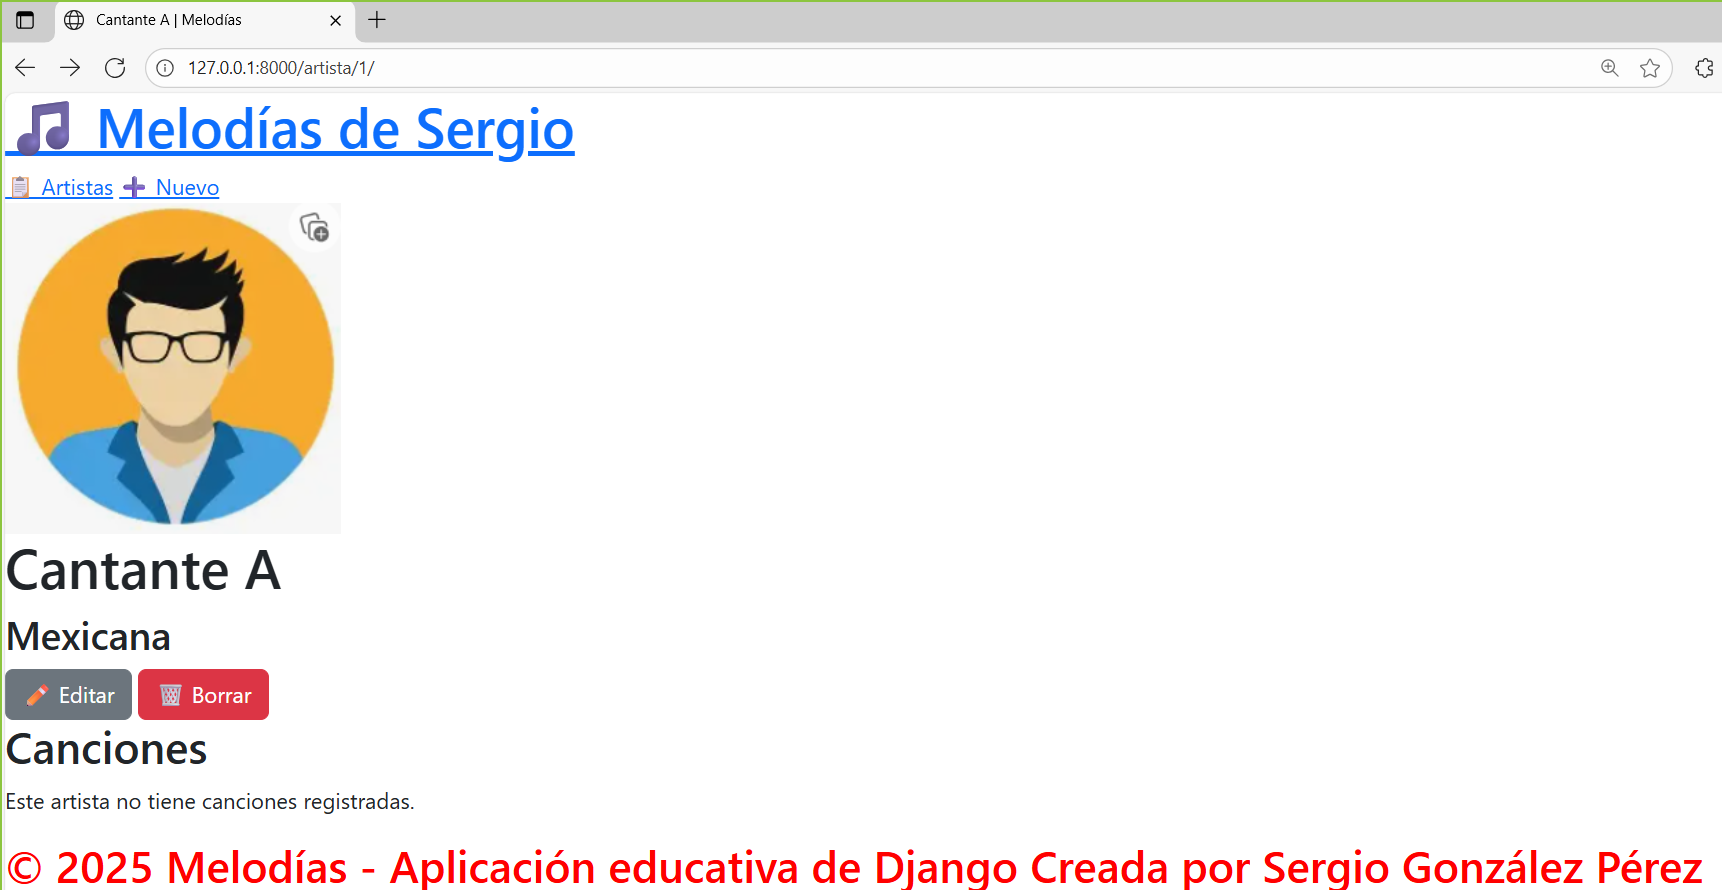 Cantante A | Melodías
127.0.0.1:8000/artista/1/
🎵 Melodías de Sergio
📋 Artistas ➕ Nuevo
Cantante A
Mexicana
✏️ Editar 🗑️ Borrar
Canciones
Este artista no tiene canciones registradas.
© 2025 Melodías - Aplicación educativa de Django Creada por Sergio González Pérez